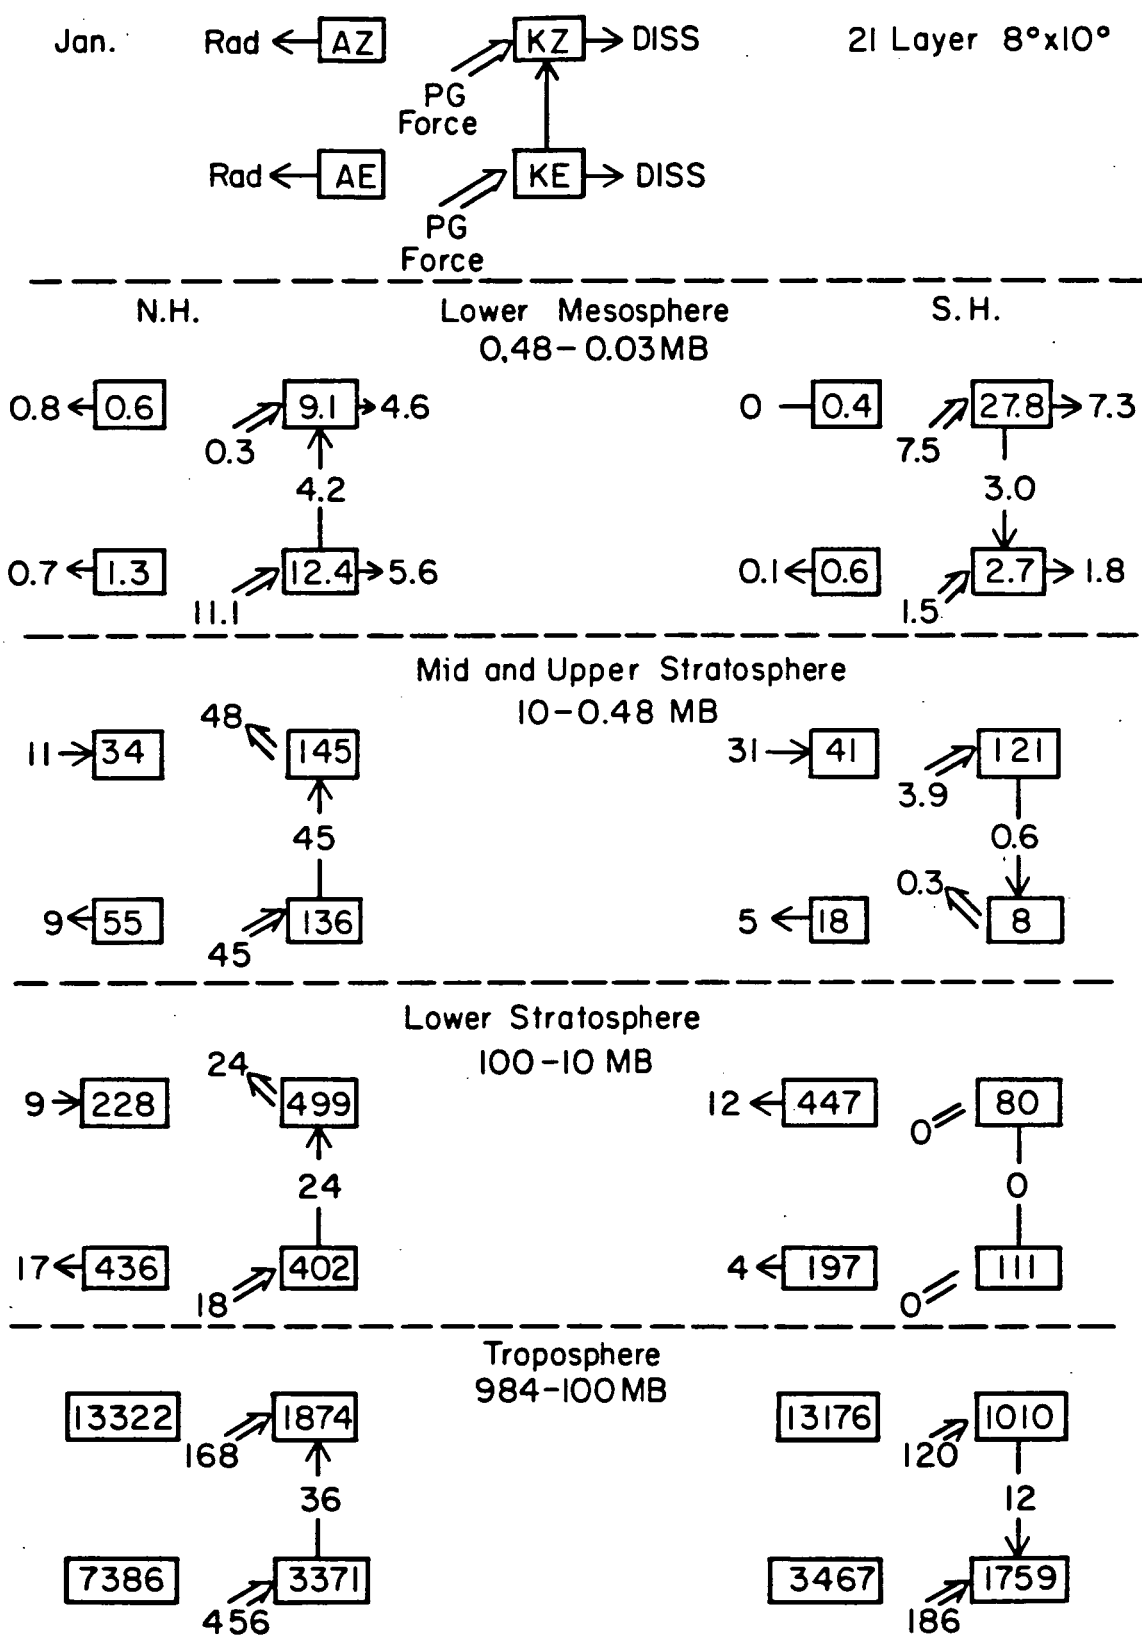 Jan. Rad AZ KZ DISS 21 Layer 8°x10°
PG
Force
Rad AE KE DISS
PG
Force
N.H. Lower Mesosphere S.H.
0.48-0.03MB
0.8 0.6 9.1 4.6 0 0.4 27.8 7.3
0.3 7.5
4.2 3.0
0.7 1.3 12.4 5.6 0.1 0.6 2.7 1.8
11.1 1.5
Mid and Upper Stratosphere
10-0.48 MB
48
11 34 145 31 41 121
3.9
45 0.6
0.3
9 55 136 5 18 8
45
Lower Stratosphere
100-10 MB
24
9 228 499 12 447 80
0
24 0
17 436 402 4 197 111
18 0
Troposphere
984-100MB
13322 1874 13176 1010
168 120
36 12
7386 3371 3467 1759
456 186